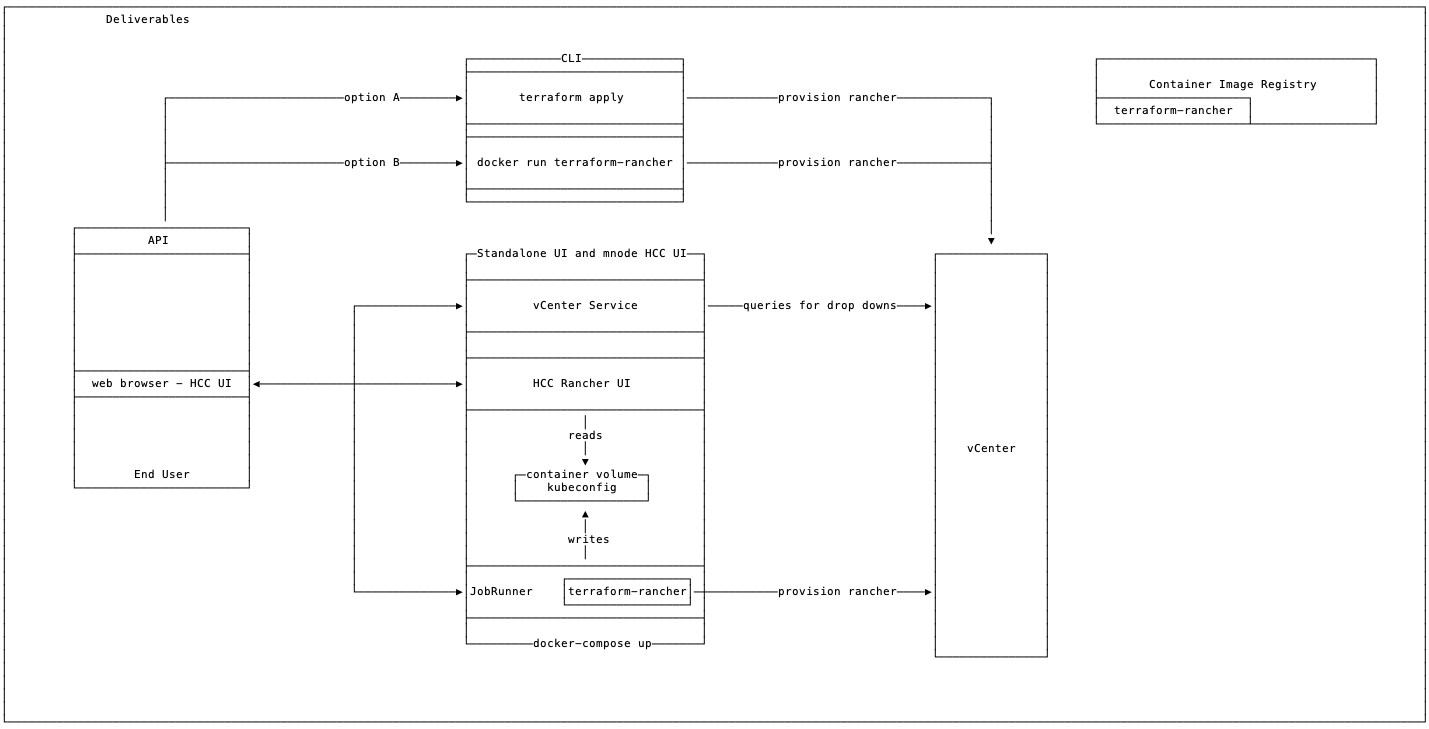 Deliverables
CLI
option A
terraform apply
provision rancher
Container Image Registry
terraform-rancher
option B
docker run terraform-rancher
provision rancher
API
web browser - HCC UI
End User
Standalone UI and mnode HCC UI
vCenter Service
queries for drop downs
HCC Rancher UI
reads
container volume
kubeconfig
writes
JobRunner
terraform-rancher
provision rancher
docker-compose up
vCenter